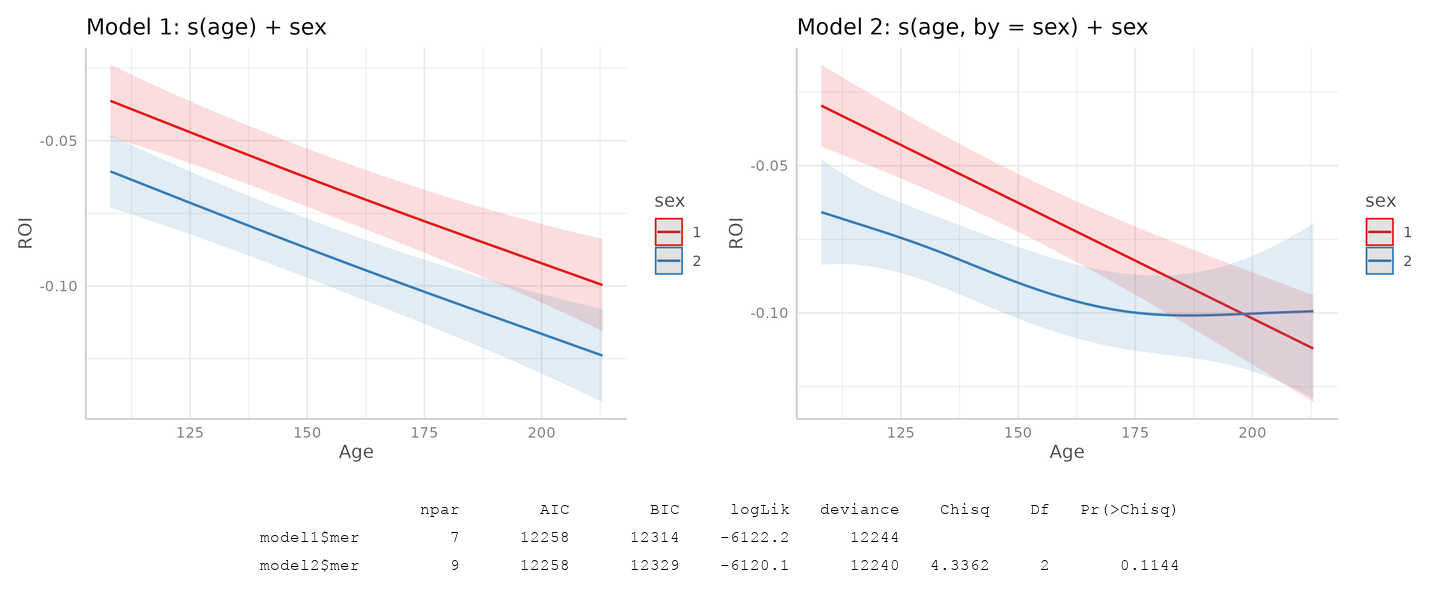 Model 1: s(age) + sex
-0.05
-0.10
ROI
125 150 175 200
Age
sex
1
2
Model 2: s(age, by = sex) + sex
-0.05
-0.10
ROI
125 150 175 200
Age
sex
1
2
npar AIC BIC logLik deviance Chisq Df Pr(>Chisq)
model1$mer 7 12258 12314 -6122.2 12244
model2$mer 9 12258 12329 -6120.1 12240 4.3362 2 0.1144